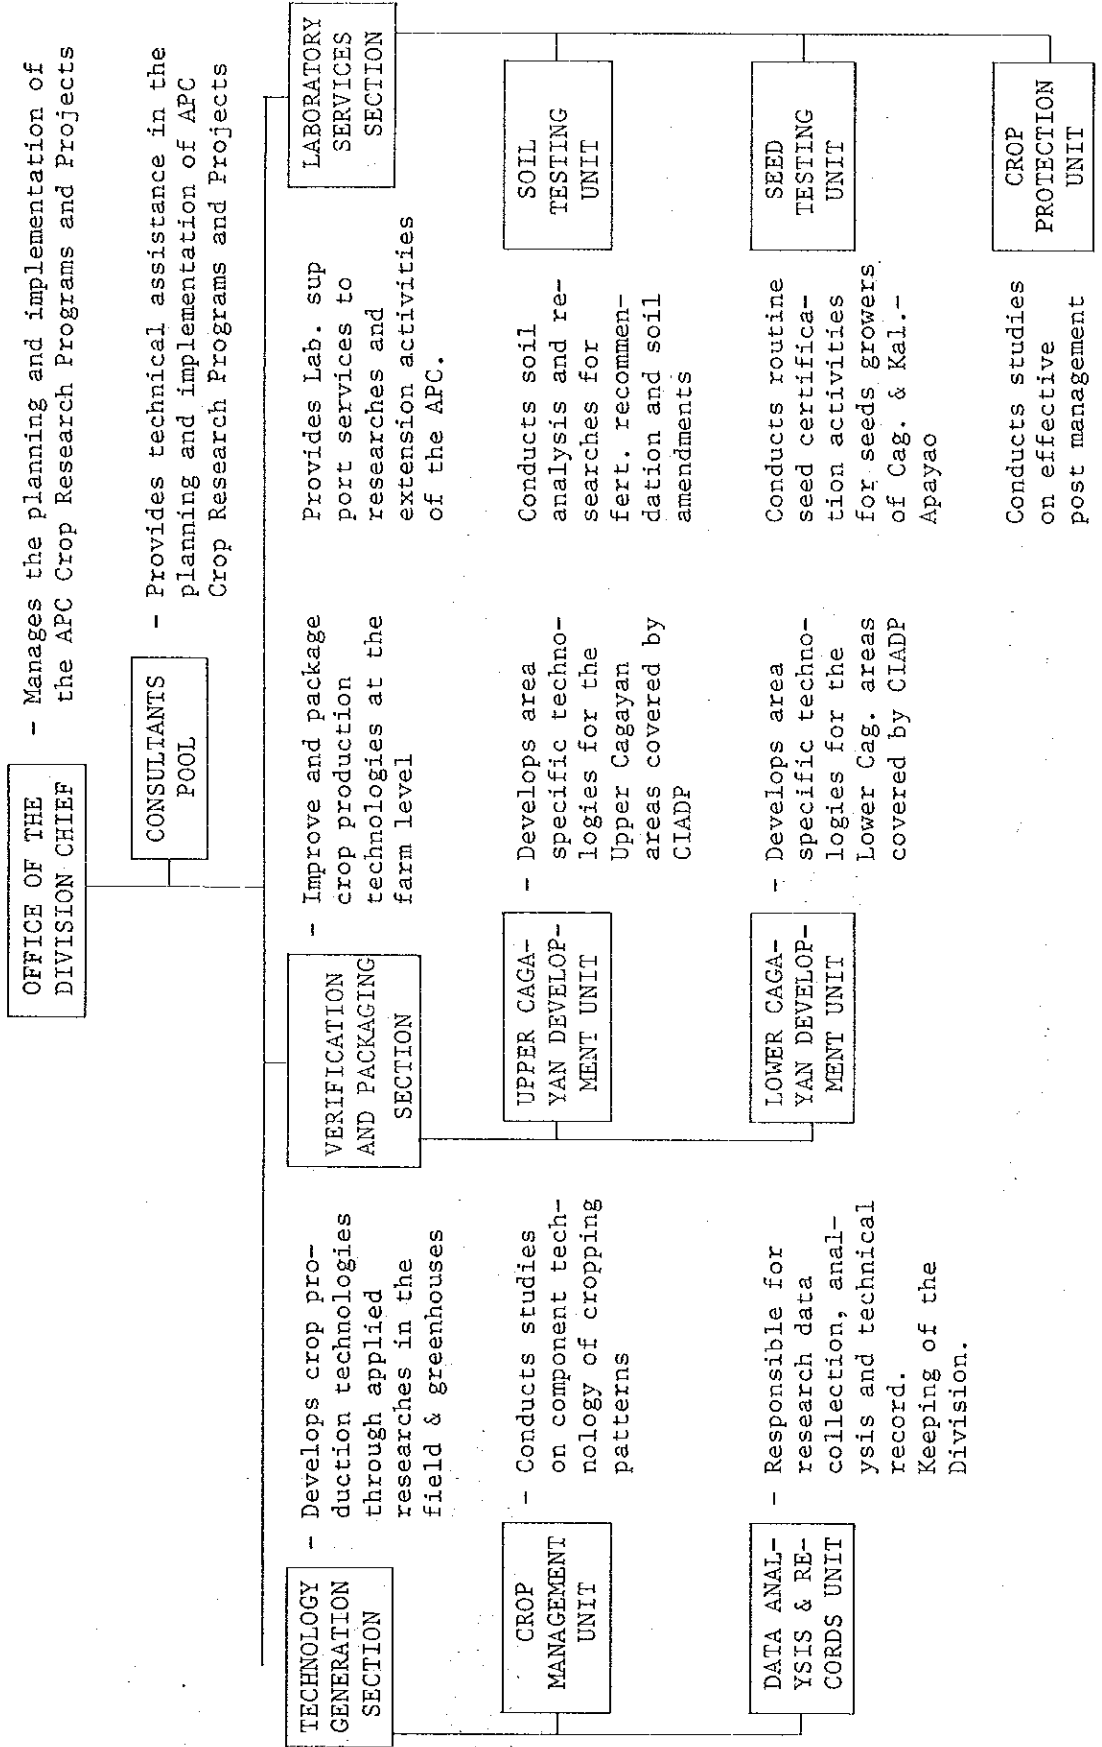 OFFICE OF THE
DIVISION CHIEF
- Manages the planning and implementation of
the APC Crop Research Programs and Projects
CONSULTANTS
POOL
- Provides technical assistance in the
planning and implementation of APC
Crop Research Programs and Projects
TECHNOLOGY
GENERATION
SECTION
- Develops crop pro-
duction technologies
through applied
researches in the
field & greenhouses
CROP
MANAGEMENT
UNIT
- Conducts studies
on component tech-
nology of cropping
patterns
DATA ANAL-
YSIS & RE-
CORDS UNIT
- Responsible for
research data
collection, anal-
ysis and technical
record.
Keeping of the
Division.
VERIFICATION
AND PACKAGING
SECTION
- Improve and package
crop production
technologies at the
farm level
UPPER CAGA-
YAN DEVELOP-
MENT UNIT
- Develops area
specific techno-
logies for the
Upper Cagayan
areas covered by
CIADP
LOWER CAGA-
YAN DEVELOP-
MENT UNIT
- Develops area
specific techno-
logies for the
Lower Cag. areas
covered by CIADP
LABORATORY
SERVICES
SECTION
Provides Lab. sup
port services to
researches and
extension activities
of the APC.
SOIL
TESTING
UNIT
Conducts soil
analysis and re-
searches for
fert. recommen-
dation and soil
amendments
SEED
TESTING
UNIT
Conducts routine
seed certifica-
tion activities
for seeds growers
of Cag. & Kal.-
Apayao
CROP
PROTECTION
UNIT
Conducts studies
on effective
post management